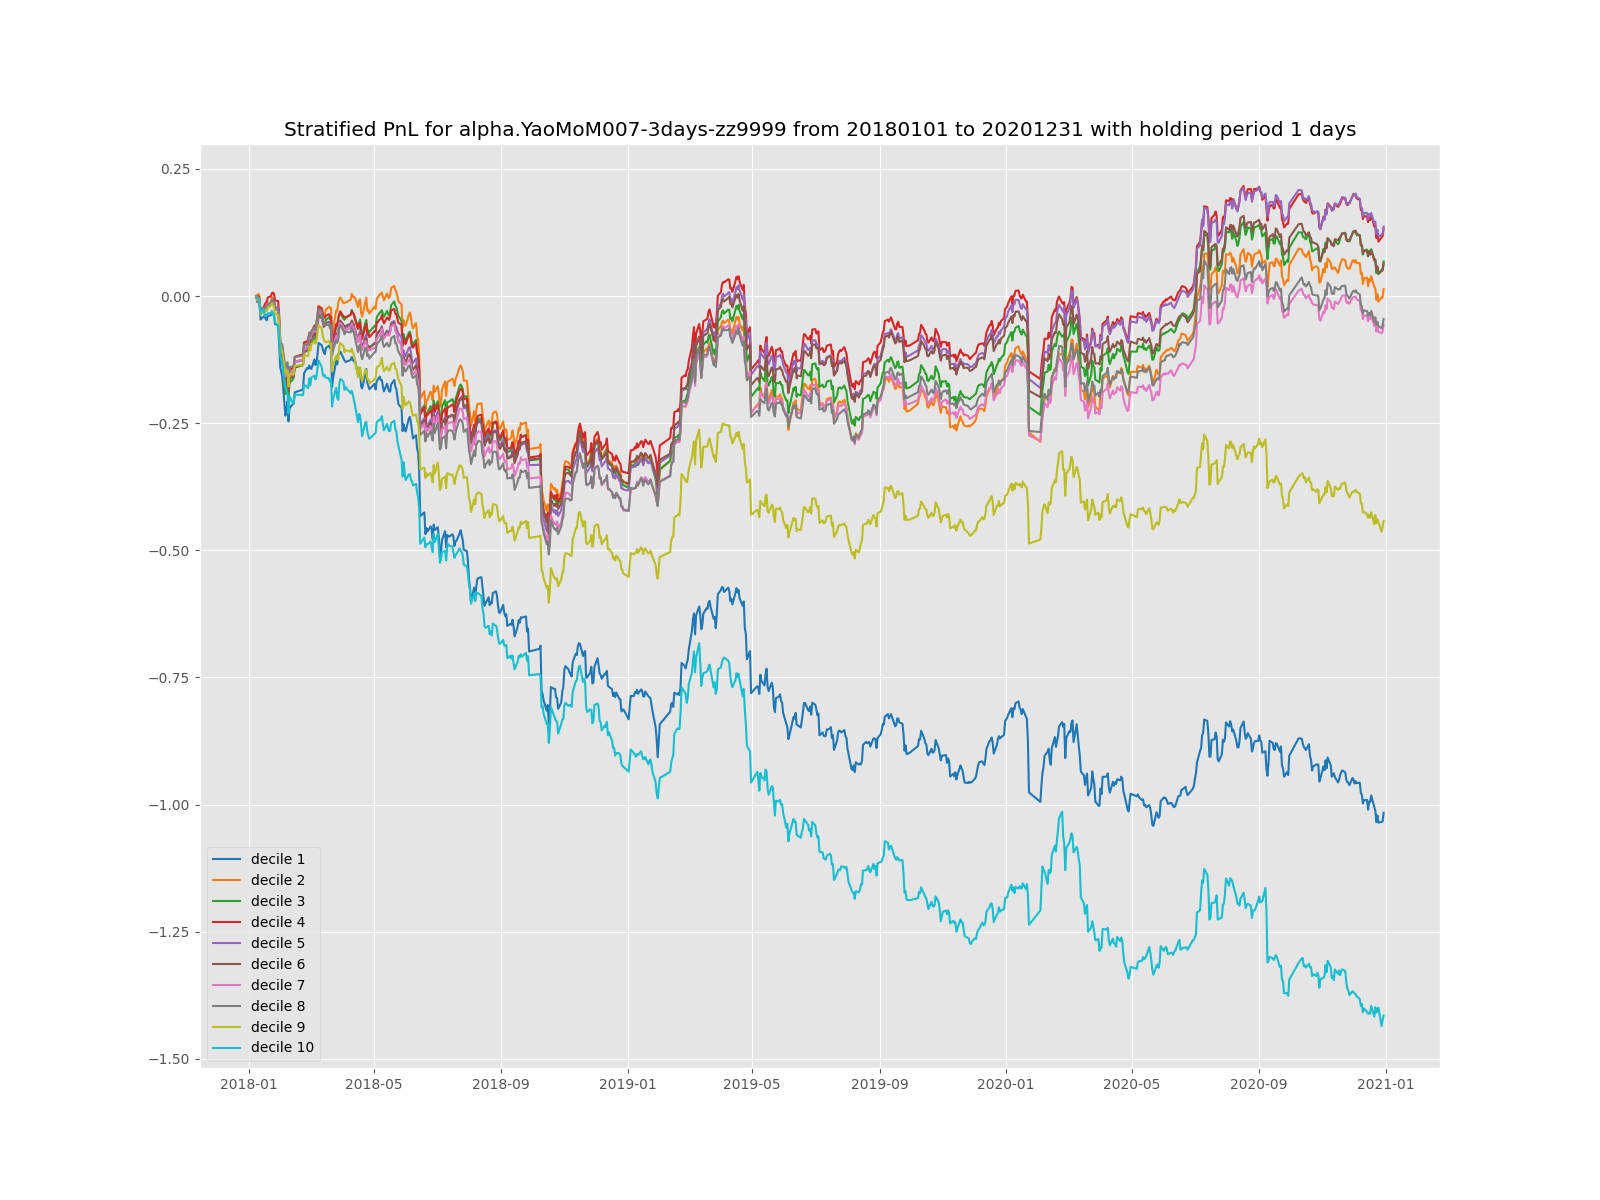 Stratified PnL for alpha.YaoMoM007-3days-zz9999 from 20180101 to 20201231 with holding period 1 days
0.25
0.00
−0.25
−0.50
−0.75
−1.00
−1.25
−1.50
decile 1
decile 2
decile 3
decile 4
decile 5
decile 6
decile 7
decile 8
decile 9
decile 10
2018-01 2018-05 2018-09 2019-01 2019-05 2019-09 2020-01 2020-05 2020-09 2021-01